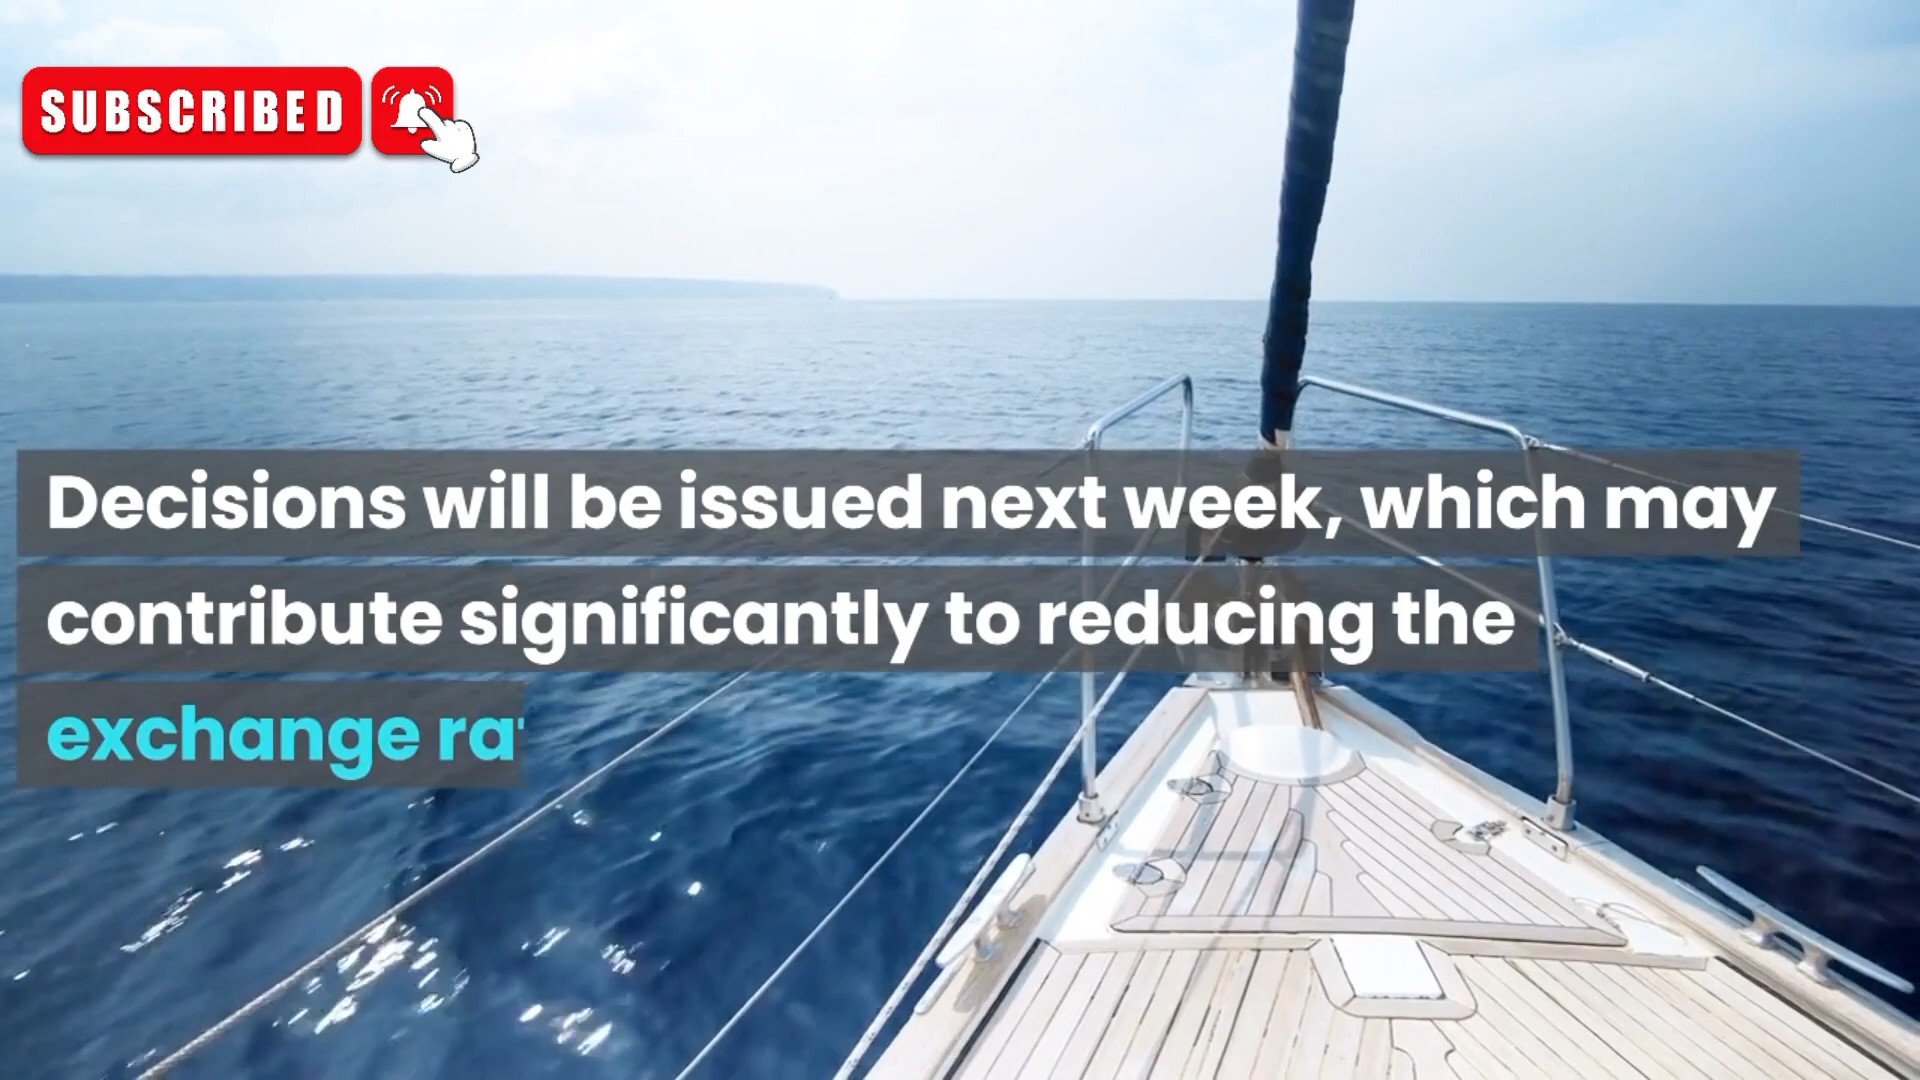 SUBSCRIBED
Decisions will be issued next week, which may
contribute significantly to reducing the
exchange